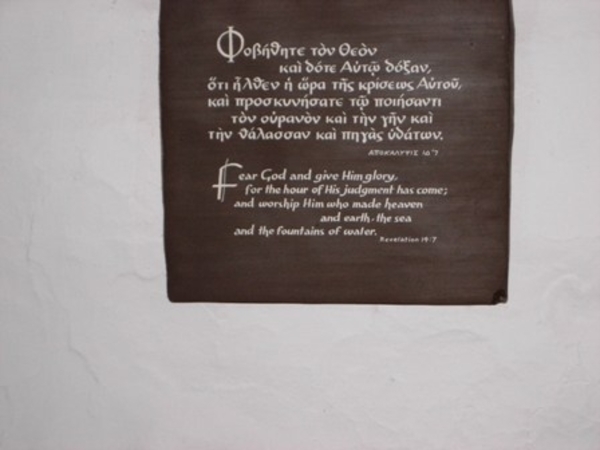 Φοβήθητε τὸν Θεὸν
καὶ δότε Αὐτῷ δόξαν,
ὅτι ἦλθεν ἡ ὥρα τῆς κρίσεως Αὐτοῦ,
καὶ προσκυνήσατε τῷ ποιήσαντι
τὸν οὐρανὸν καὶ τὴν γῆν καὶ
τὴν θάλασσαν καὶ πηγὰς ὑδάτων.
ΑΠΟΚΑΛΥΨΙΣ
Fear God and give Him glory,
for the hour of His judgment has come;
and worship Him who made heaven
and earth, the sea
and the fountains of water.
Revelation 14:7